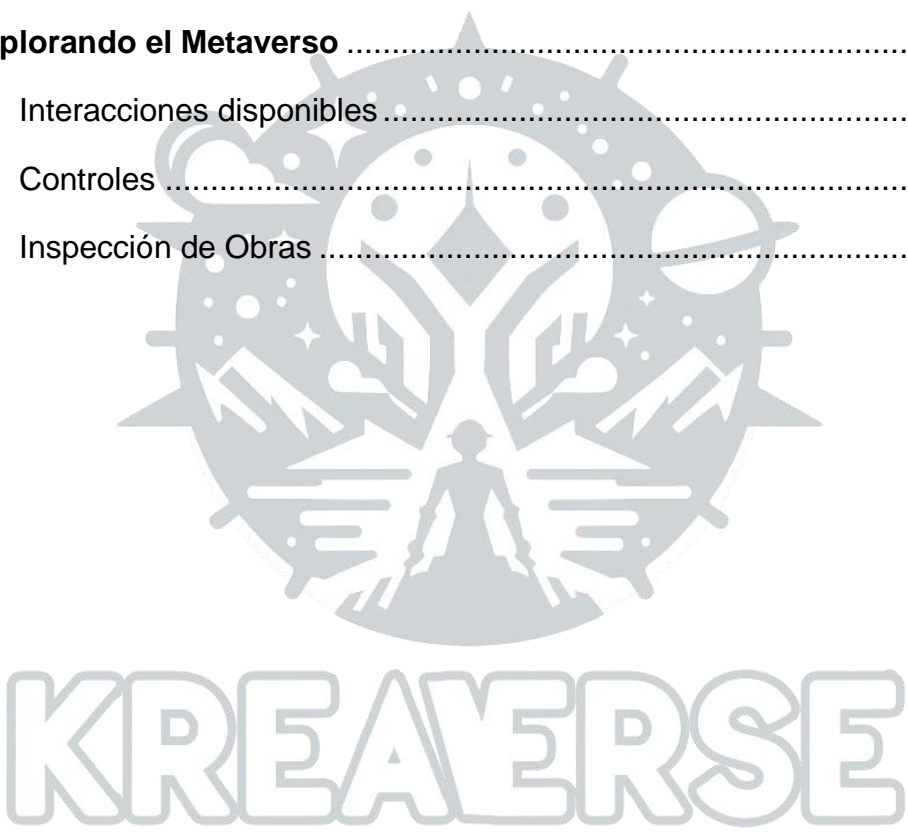 plorando el Metaverso ..............................................................
Interacciones disponibles ..........................................................
Controles ..................................................................................
Inspección de Obras .................................................................
KREAVERSE